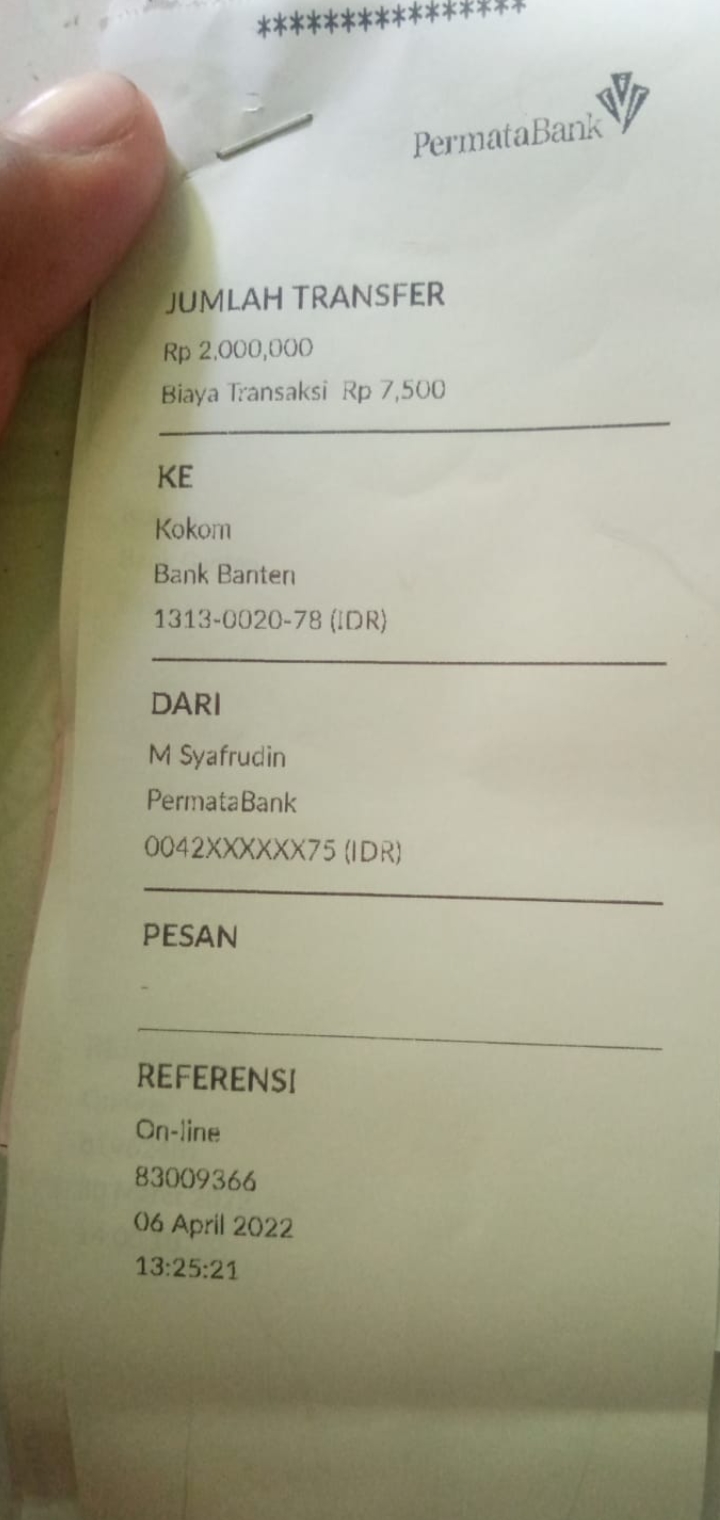 ****************
PermataBank
JUMLAH TRANSFER
Rp 2,000,000
Biaya Transaksi Rp 7,500
KE
Kokom
Bank Banten
1313-0020-78 (IDR)
DARI
M Syafrudin
PermataBank
0042XXXXXX75 (IDR)
PESAN
-
REFERENSI
On-line
83009366
06 April 2022
13:25:21